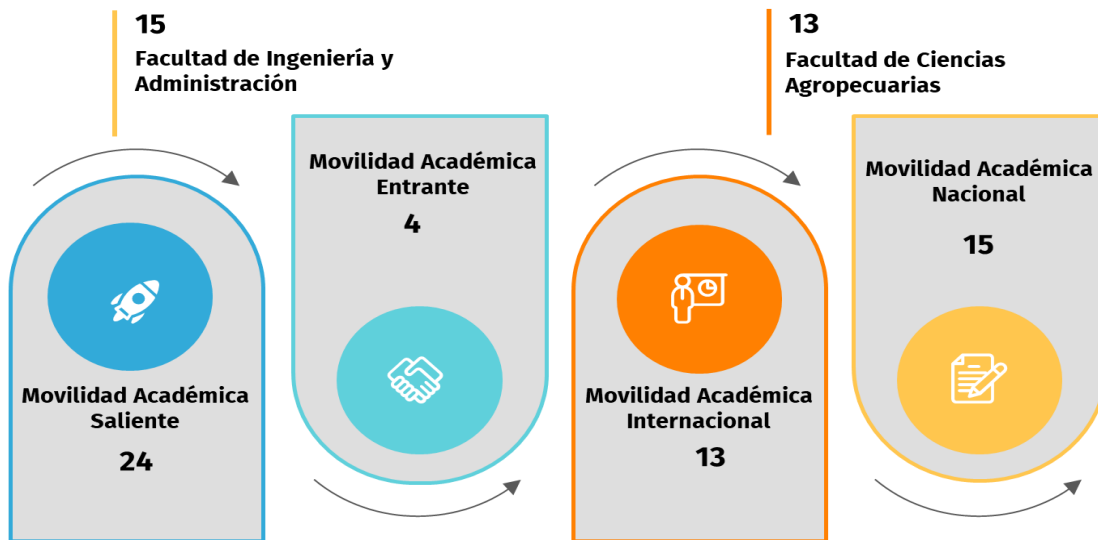 15
Facultad de Ingeniería y
Administración
13
Facultad de Ciencias
Agropecuarias
Movilidad Académica
Saliente
24
Movilidad Académica
Entrante
4
Movilidad Académica
Internacional
13
Movilidad Académica
Nacional
15